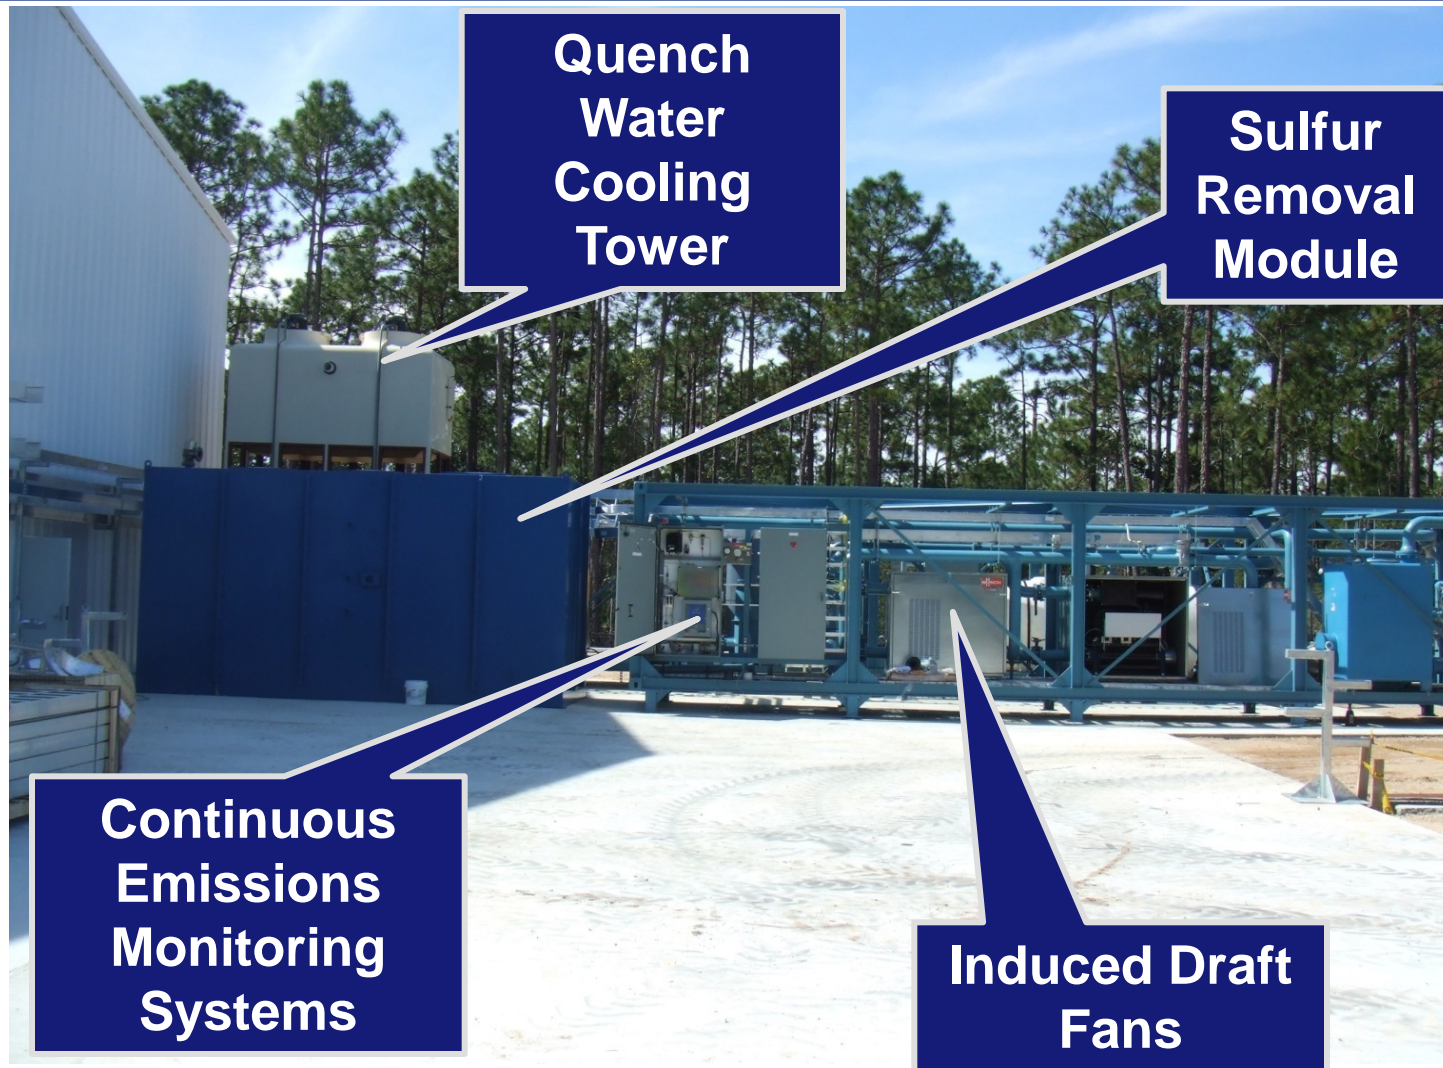 Quench
Water
Cooling
Tower
Sulfur
Removal
Module
Continuous
Emissions
Monitoring
Systems
Induced Draft
Fans